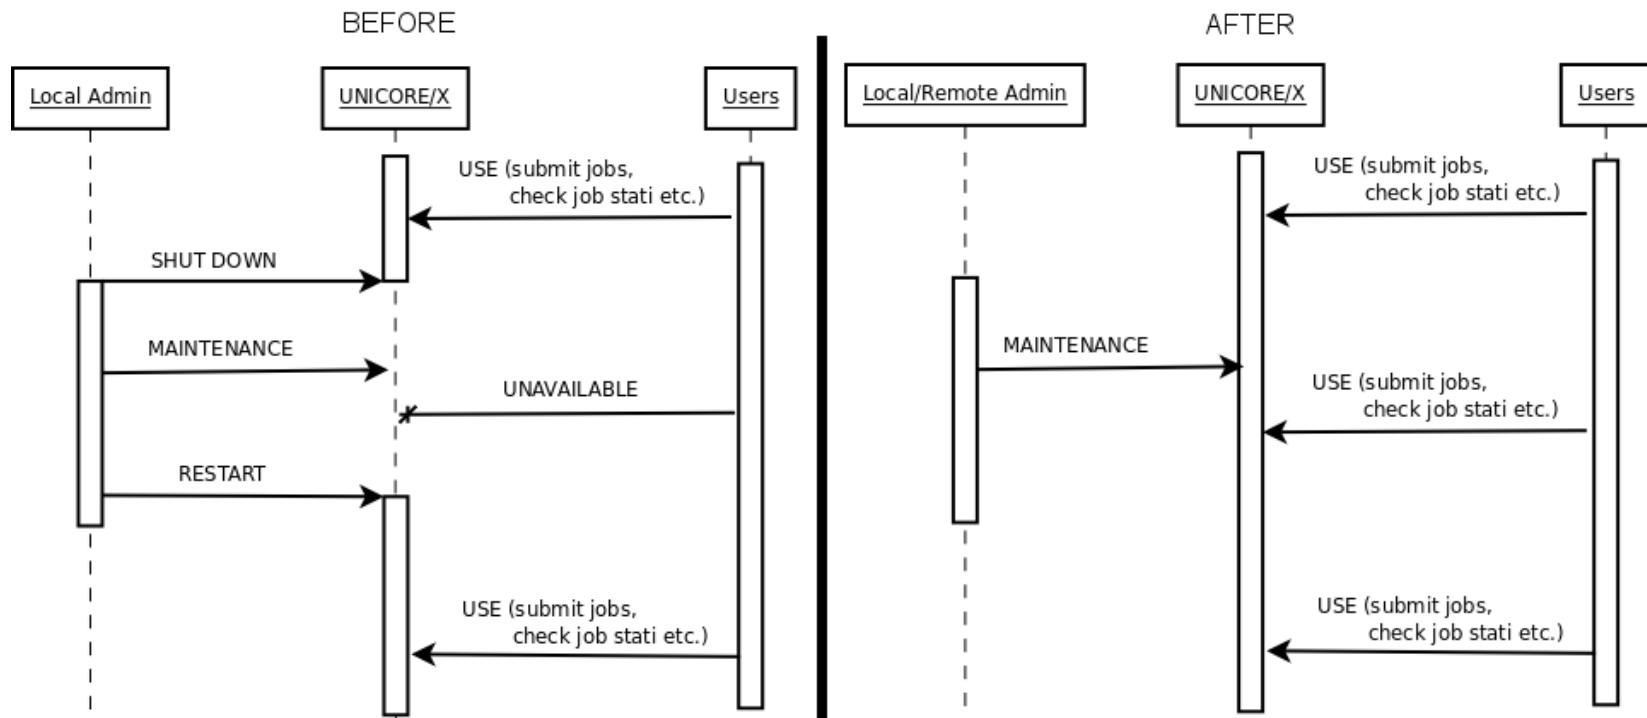 BEFORE
Local Admin
UNICORE/X
Users
USE (submit jobs,
check job stati etc.)
SHUT DOWN
MAINTENANCE
UNAVAILABLE
RESTART
USE (submit jobs,
check job stati etc.)
AFTER
Local/Remote Admin
UNICORE/X
Users
USE (submit jobs,
check job stati etc.)
MAINTENANCE
USE (submit jobs,
check job stati etc.)
USE (submit jobs,
check job stati etc.)